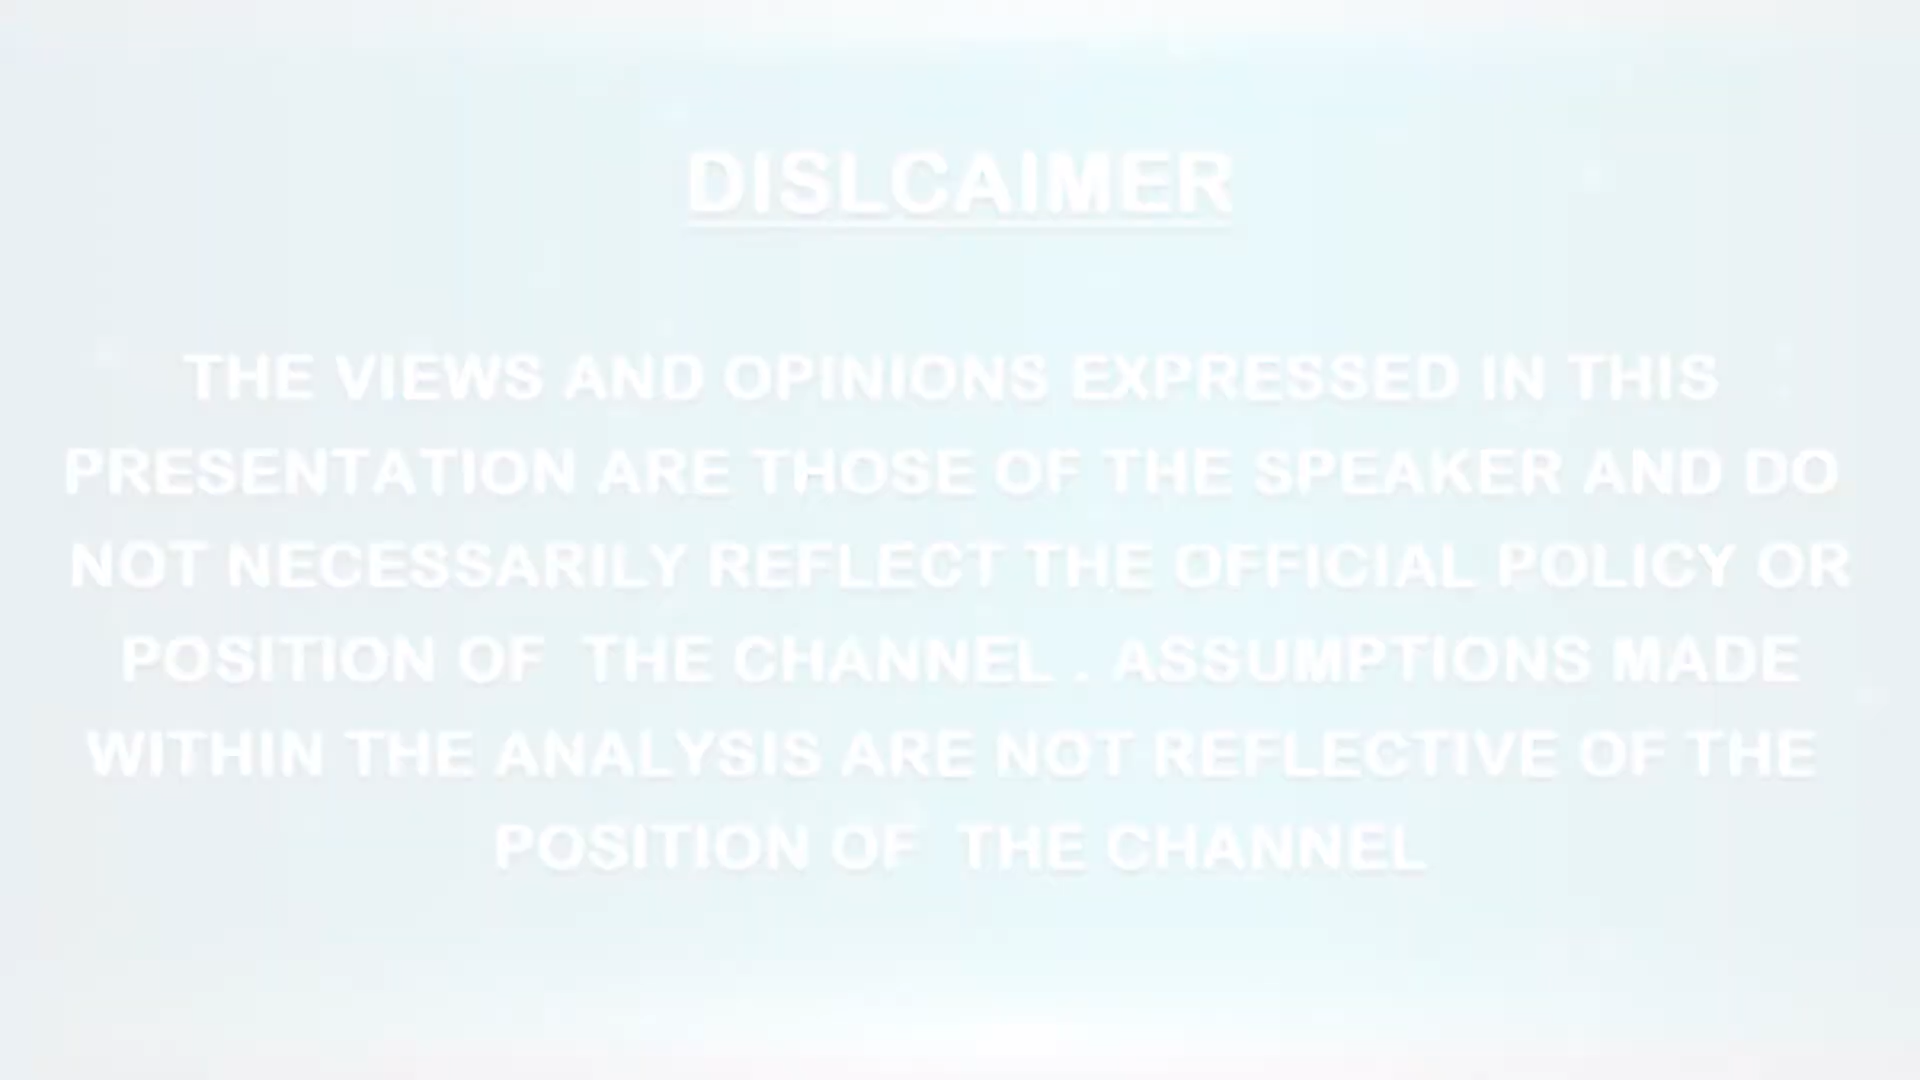 DISLCAIMER
THE VIEWS AND OPINIONS EXPRESSED IN THIS
PRESENTATION ARE THOSE OF THE SPEAKER AND DO
NOT NECESSARILY REFLECT THE OFFICIAL POLICY OR
POSITION OF  THE CHANNEL . ASSUMPTIONS MADE
WITHIN THE ANALYSIS ARE NOT REFLECTIVE OF THE
POSITION OF  THE CHANNEL